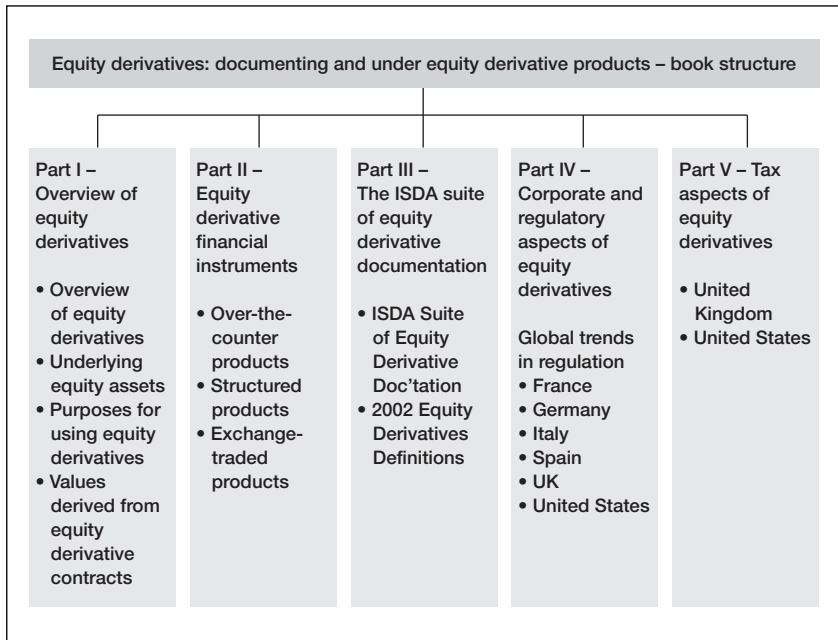 Equity derivatives: documenting and under equity derivative products – book structure
Part I –
Overview of
equity
derivatives
• Overview
of equity
derivatives
• Underlying
equity assets
• Purposes for
using equity
derivatives
• Values
derived from
equity
derivative
contracts
Part II –
Equity
derivative
financial
instruments
• Over-the-
counter
products
• Structured
products
• Exchange-
traded
products
Part III –
The ISDA suite
of equity
derivative
documentation
• ISDA Suite
of Equity
Derivative
Doc’tation
• 2002 Equity
Derivatives
Definitions
Part IV –
Corporate and
regulatory
aspects of
equity
derivatives
Global trends
in regulation
• France
• Germany
• Italy
• Spain
• UK
• United States
Part V – Tax
aspects of
equity
derivatives
• United
Kingdom
• United States